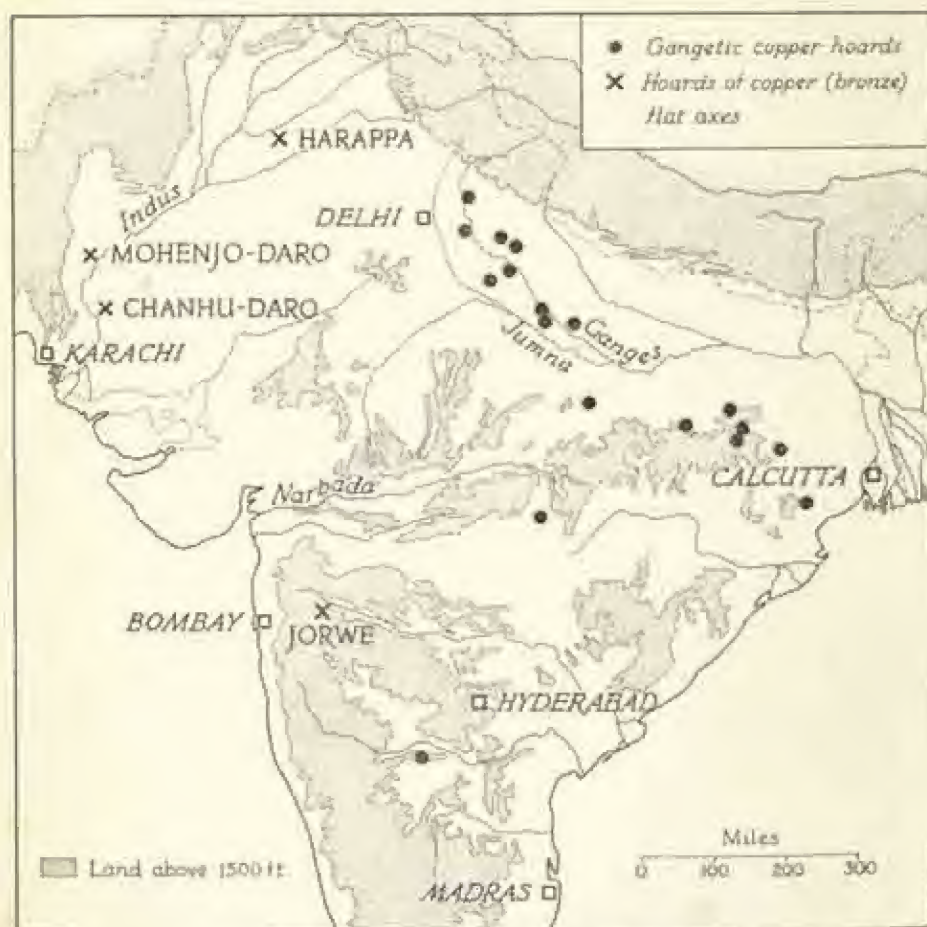 ● Gangetic copper hoards
× Hoards of copper (bronze)
flat axes
× HARAPPA
Indus
DELHI
× MOHENJO-DARO
× CHANHU-DARO
KARACHI
Ganges
Jumna
CALCUTTA
Narbada
BOMBAY
×
JORWE
HYDERABAD
Miles
0 100 200 300
Land above 1500 ft.
MADRAS